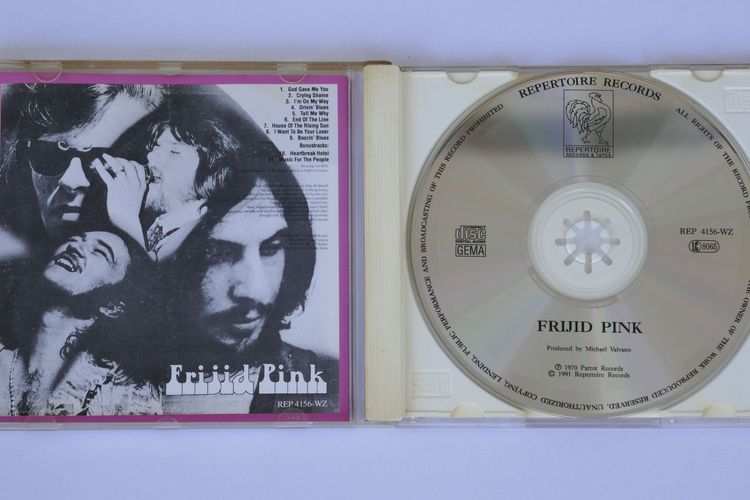 1. God Gave Me You
2. Crying Shame
3. I'm On My Way
4. Drivin' Blues
5. Tell Me Why
6. End Of The Line
7. House Of The Rising Sun
8. I Want To Be Your Lover
9. Boozin' Blues
Bonustracks:
10. Heartbreak Hotel
11. Music For The People
Frijid Pink
REP 4156-WZ
REPERTOIRE RECORDS
ALL RIGHTS OF THE RECORD
THE OWNER OF THE WORK REPRODUCED RESERVED. UNAUTHORIZED COPYING, LENDING, PUBLIC PERFORMANCE AND BROADCASTING OF THIS RECORD PROHIBITED
REPERTOIRE
RECORDS & TAPES
COMPACT
disc
DIGITAL AUDIO
GEMA
REP 4156-WZ
LC 8065
FRIJID PINK
Produced by Michael Valvano
℗ 1970 Parrot Records
© 1991 Repertoire Records